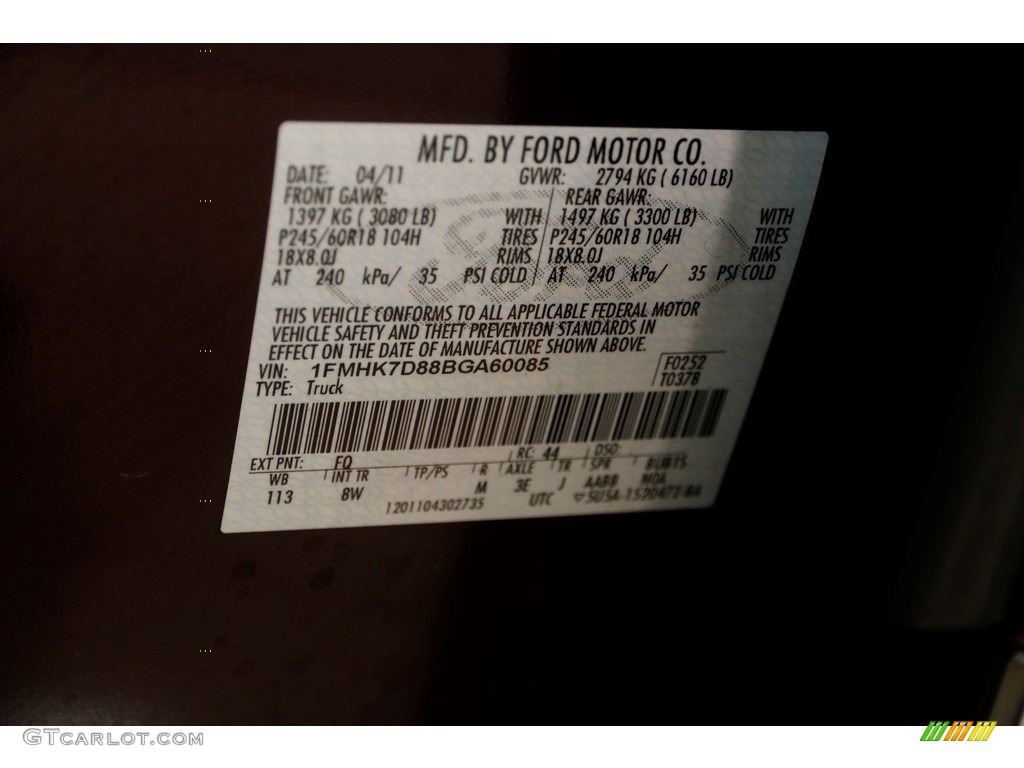 MFD. BY FORD MOTOR CO.
DATE: 04/11 GVWR: 2794 KG ( 6160 LB)
FRONT GAWR: REAR GAWR:
1397 KG ( 3080 LB) WITH 1497 KG ( 3300 LB) WITH
P245/60R18 104H TIRES P245/60R18 104H TIRES
18X8.0J RIMS 18X8.0J RIMS
AT 240 kPa/ 35 PSI COLD AT 240 kPa/ 35 PSI COLD
THIS VEHICLE CONFORMS TO ALL APPLICABLE FEDERAL MOTOR
VEHICLE SAFETY AND THEFT PREVENTION STANDARDS IN
EFFECT ON THE DATE OF MANUFACTURE SHOWN ABOVE.
VIN: 1FMHK7D88BGA60085 F0252
TYPE: Truck T0378
EXT PNT: FQ RC: 44 DSO:
WB INT TR TP/PS R AXLE TR SPR
113 8W M 3E J AABB
1201104302735 UTC
GTCarlot.com